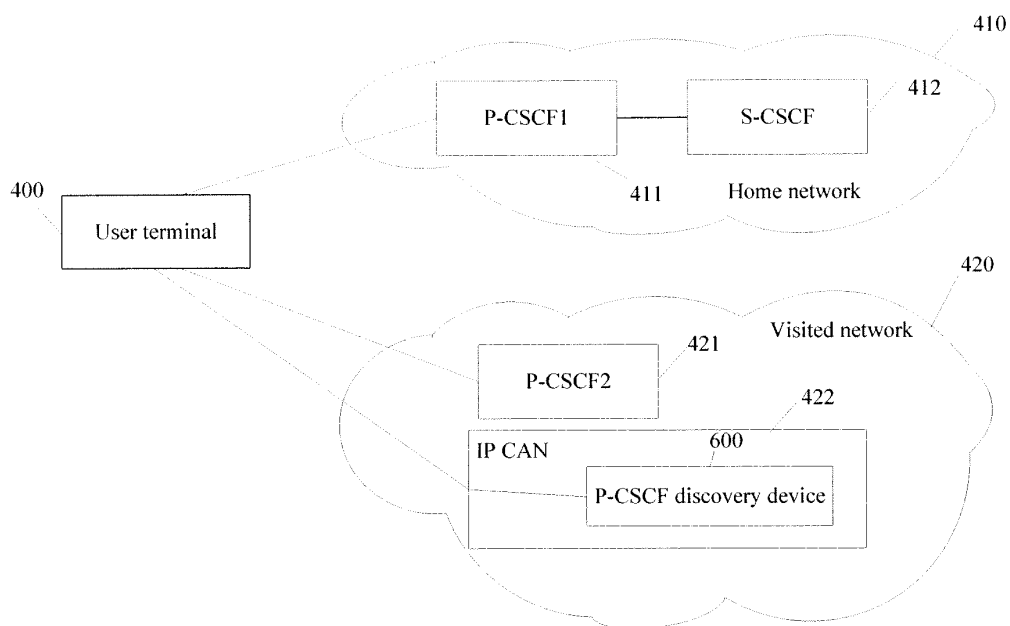 410
412
P-CSCF1
S-CSCF
400
411
Home network
User terminal
420
Visited network
421
P-CSCF2
422
IP CAN
600
P-CSCF discovery device